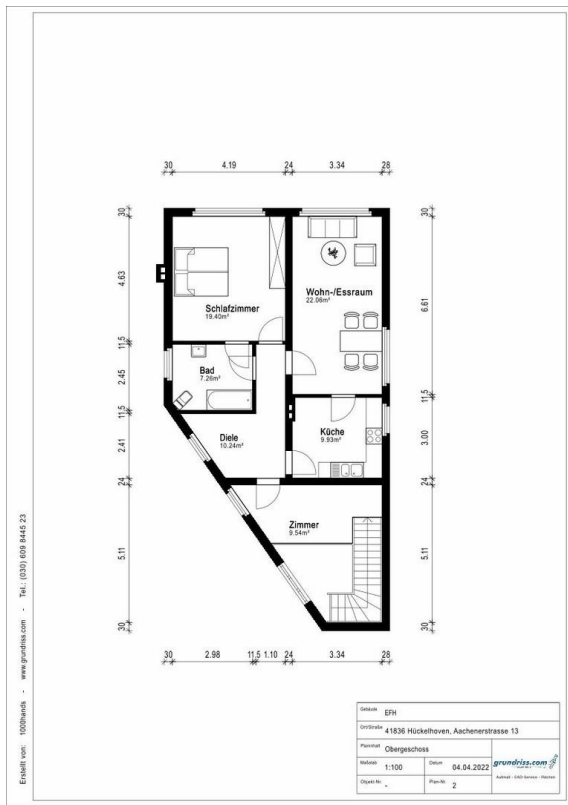 30 4.19 24 3.34 28
30
4.63
11.5
2.45
11.5
2.41
24
5.11
30
30
6.61
11.5
3.00
24
5.11
30
Schlafzimmer
19.40m²
Wohn-/Essraum
22.06m²
Bad
7.26m²
Diele
10.24m²
Küche
9.93m²
Zimmer
9.54m²
30 2.98 11.5 1.10 24 3.34 28
Erstellt von: 1000hands - www.grundriss.com - Tel.: (030) 609 8445 23
Gebäude EFH
Ort/Straße 41836 Hückelhoven, Aachenerstrasse 13
Planinhalt Obergeschoss
Maßstab 1:100 Datum 04.04.2022
Objekt-Nr. - Plan-Nr. 2
grundriss.com
Aufmaß - CAD-Service - Flächen